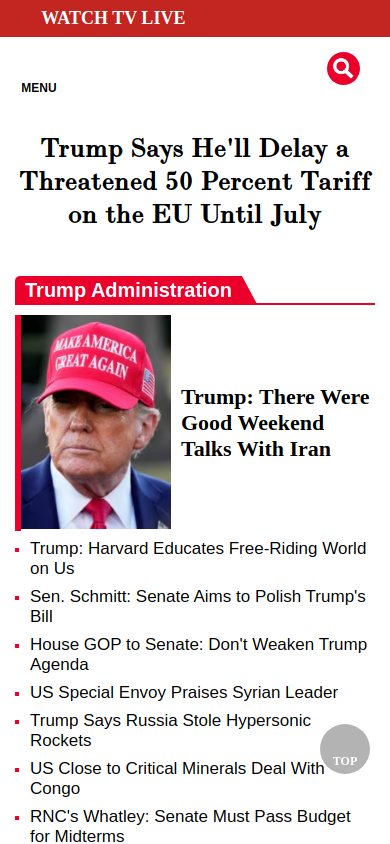 WATCH TV LIVE
MENU
Trump Says He'll Delay a
Threatened 50 Percent Tariff
on the EU Until July
Trump Administration
MAKE AMERICA
GREAT AGAIN
Trump: There Were
Good Weekend
Talks With Iran
Trump: Harvard Educates Free-Riding World
on Us
Sen. Schmitt: Senate Aims to Polish Trump's
Bill
House GOP to Senate: Don't Weaken Trump
Agenda
US Special Envoy Praises Syrian Leader
Trump Says Russia Stole Hypersonic
Rockets
TOP
US Close to Critical Minerals Deal With
Congo
RNC's Whatley: Senate Must Pass Budget
for Midterms